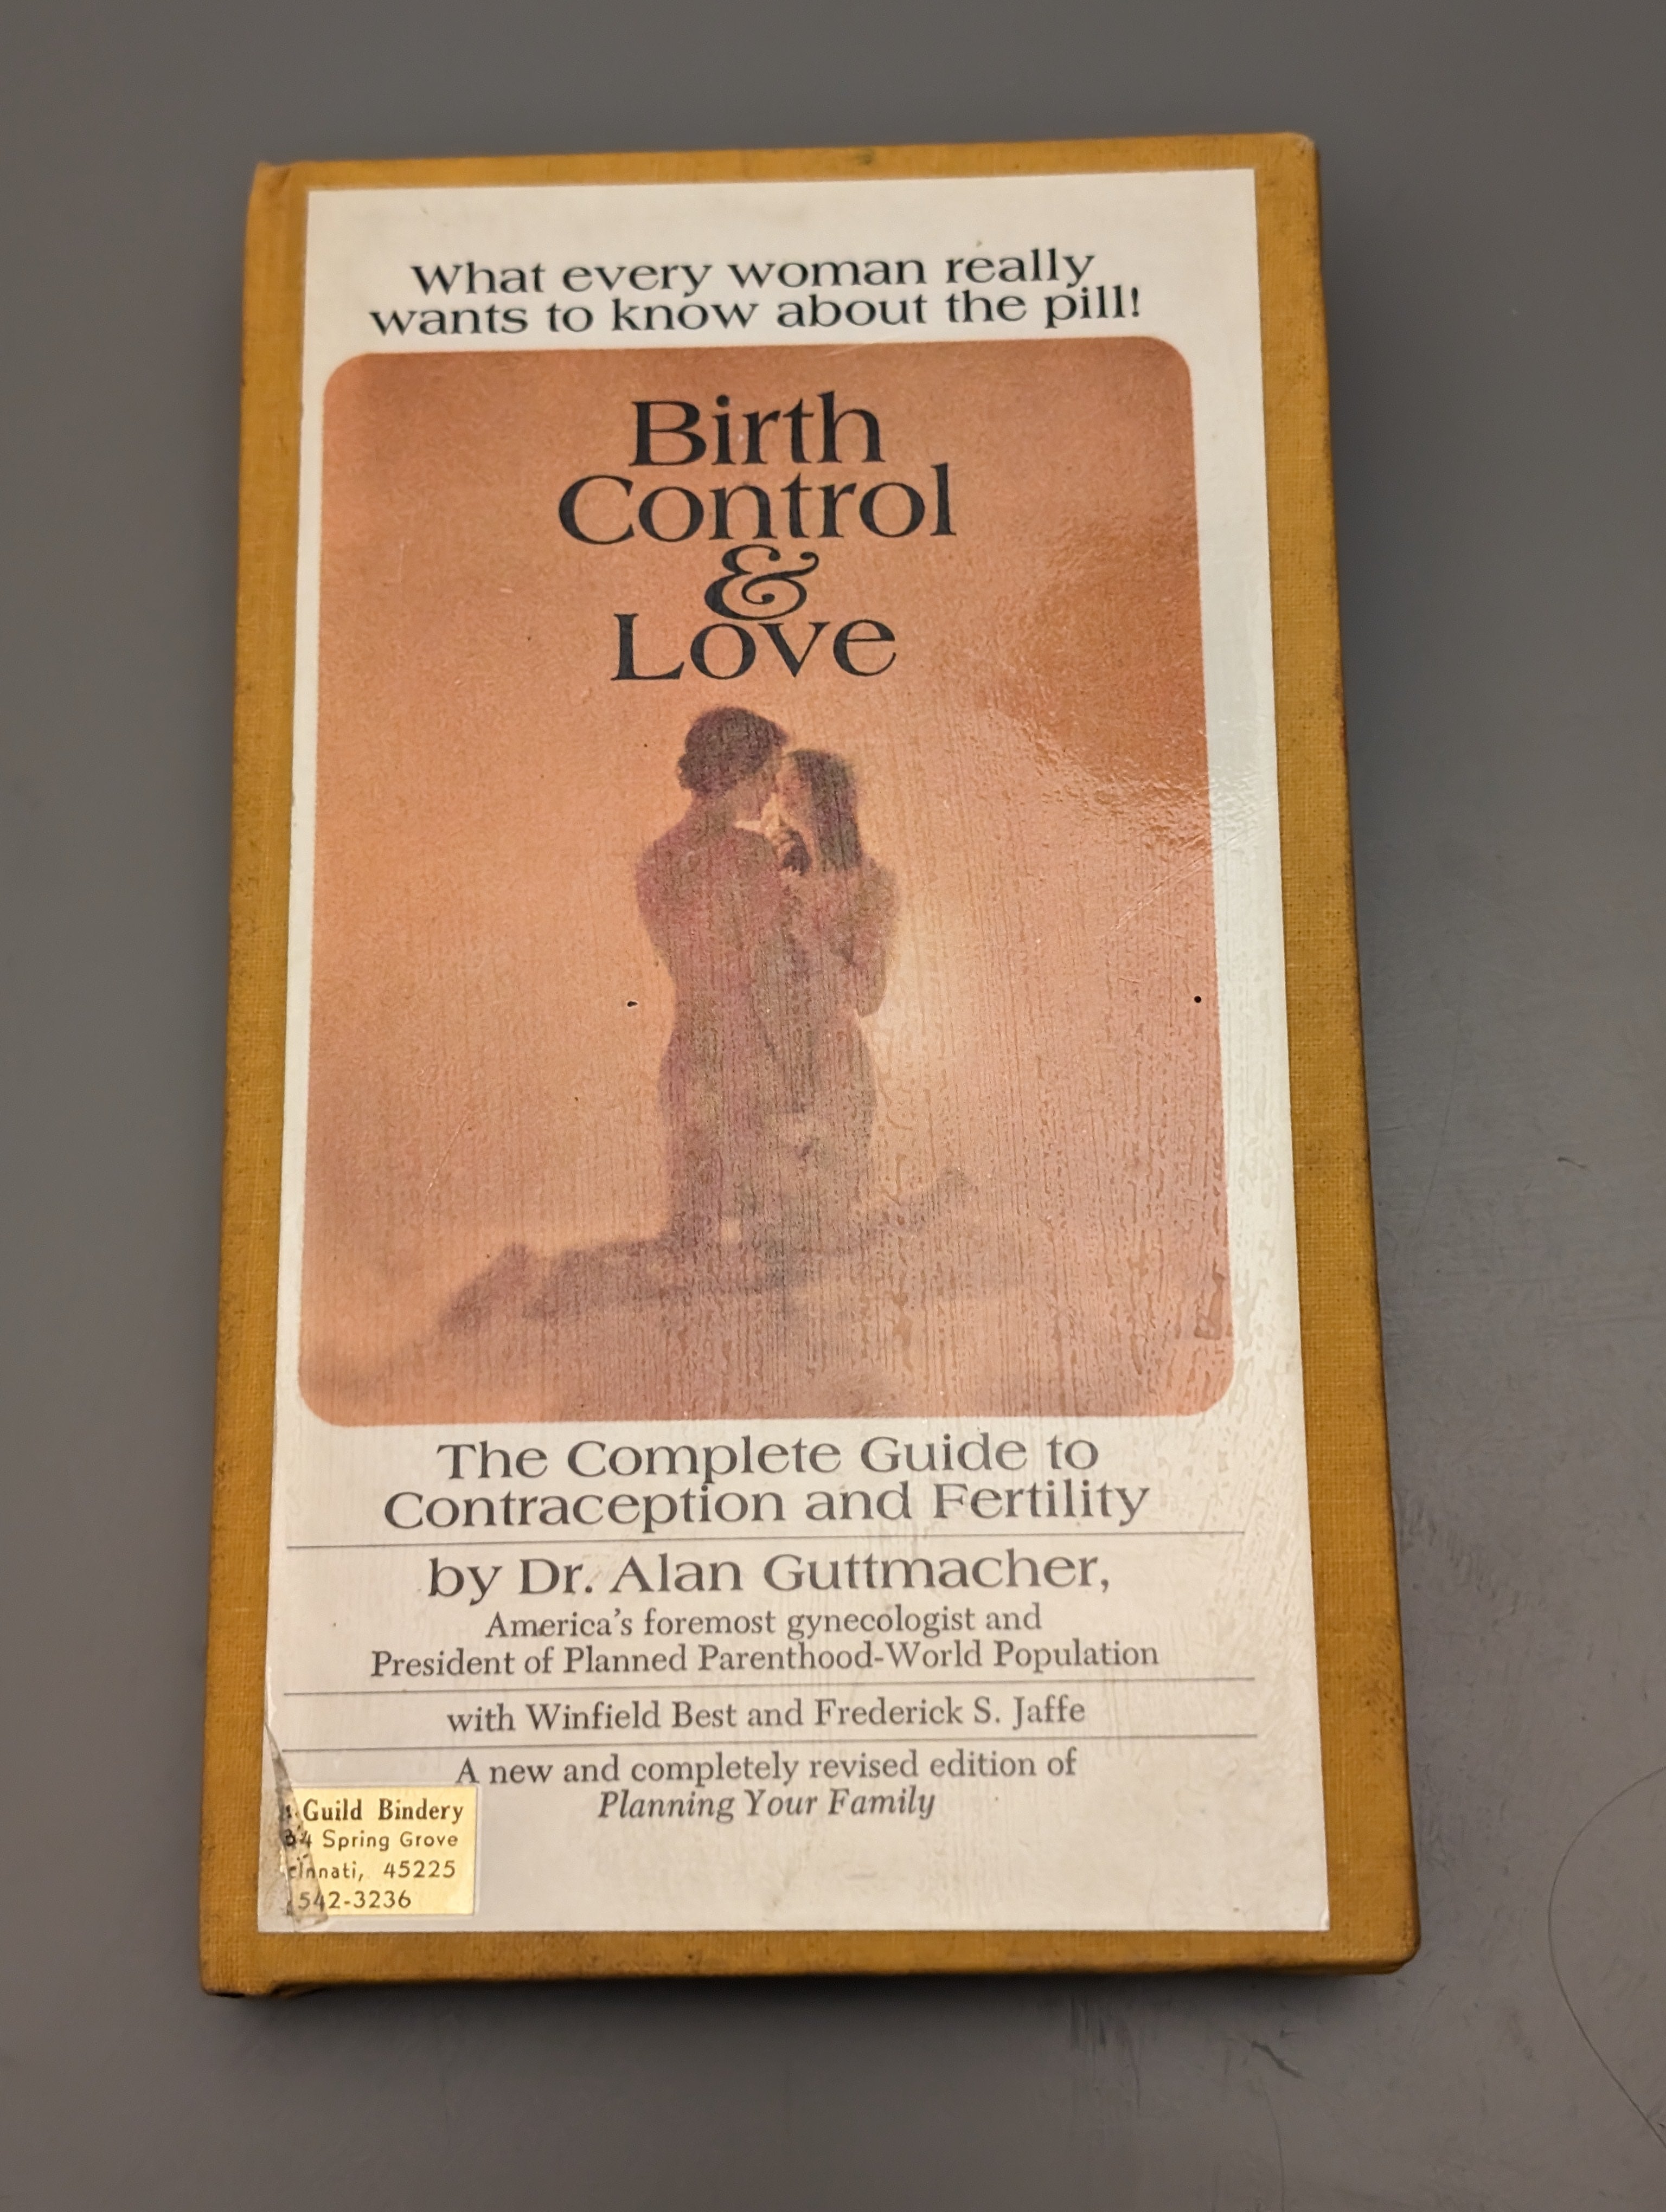 What every woman really
wants to know about the pill!
Birth
Control
&
Love
The Complete Guide to
Contraception and Fertility
by Dr. Alan Guttmacher,
America's foremost gynecologist and
President of Planned Parenthood-World Population
with Winfield Best and Frederick S. Jaffe
A new and completely revised edition of
Planning Your Family
Guild Bindery
Spring Grove
45225
542-3236